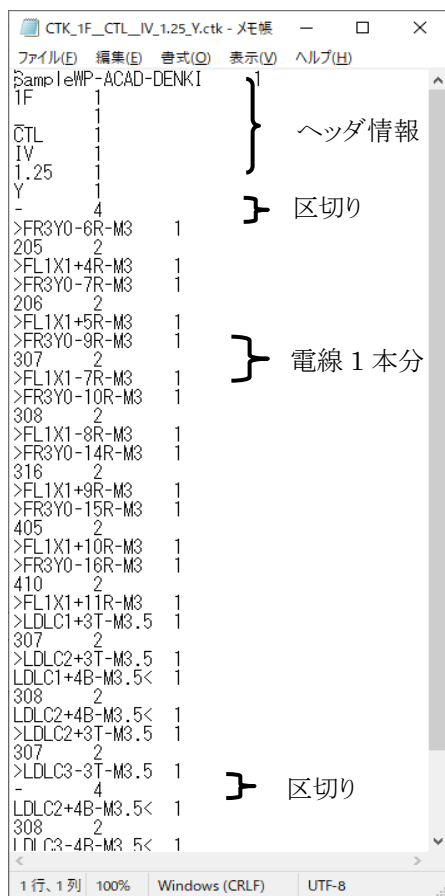 CTK_1F__CTL__IV_1.25_Y.ctk - メモ帳
ファイル(F) 編集(E) 書式(O) 表示(V) ヘルプ(H)
SampleWP-ACAD-DENKI 1
1F 1
_ 1
CTL 1
IV 1
1.25 1
Y 1
ヘッダ情報
- 4
区切り
>FR3Y0-6R-M3 1
205 2
>FL1X1+4R-M3 1
>FR3Y0-7R-M3 1
206 2
>FL1X1+5R-M3 1
>FR3Y0-9R-M3 1
307 2
>FL1X1-7R-M3 1
電線１本分
>FR3Y0-10R-M3 1
308 2
>FL1X1-8R-M3 1
>FR3Y0-14R-M3 1
316 2
>FL1X1+9R-M3 1
>FR3Y0-15R-M3 1
405 2
>FL1X1+10R-M3 1
>FR3Y0-16R-M3 1
410 2
>FL1X1+11R-M3 1
>LDLC1+3T-M3.5 1
307 2
>LDLC2+3T-M3.5 1
LDLC1+4B-M3.5< 1
308 2
LDLC2+4B-M3.5< 1
>LDLC2+3T-M3.5 1
307 2
>LDLC3-3T-M3.5 1
- 4
区切り
LDLC2+4B-M3.5< 1
308 2
LDLC3-4B-M3.5< 1
1 行、1 列 100% Windows (CRLF) UTF-8